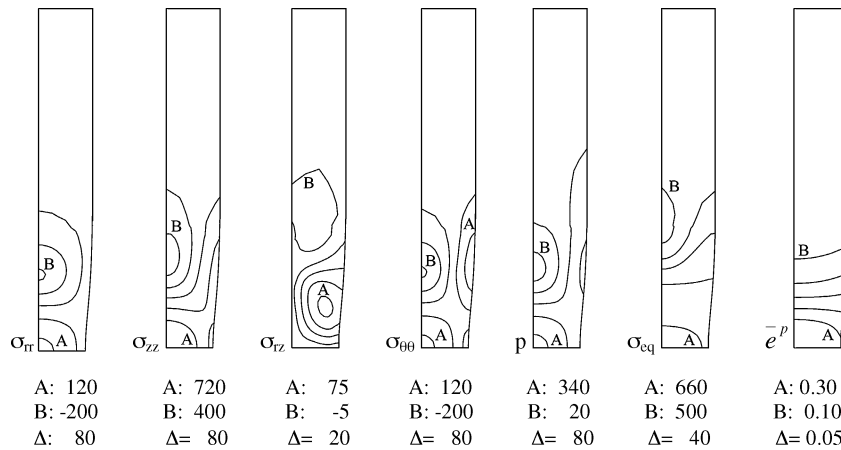 B B B A B B B B B
A A A A A A A
σrr σzz σrz σθθ p σeq e̅ p
A: 120 A: 720 A: 75 A: 120 A: 340 A: 660 A: 0.30
B: -200 B: 400 B: -5 B: -200 B: 20 B: 500 B: 0.10
Δ: 80 Δ= 80 Δ= 20 Δ= 80 Δ= 80 Δ= 40 Δ= 0.05